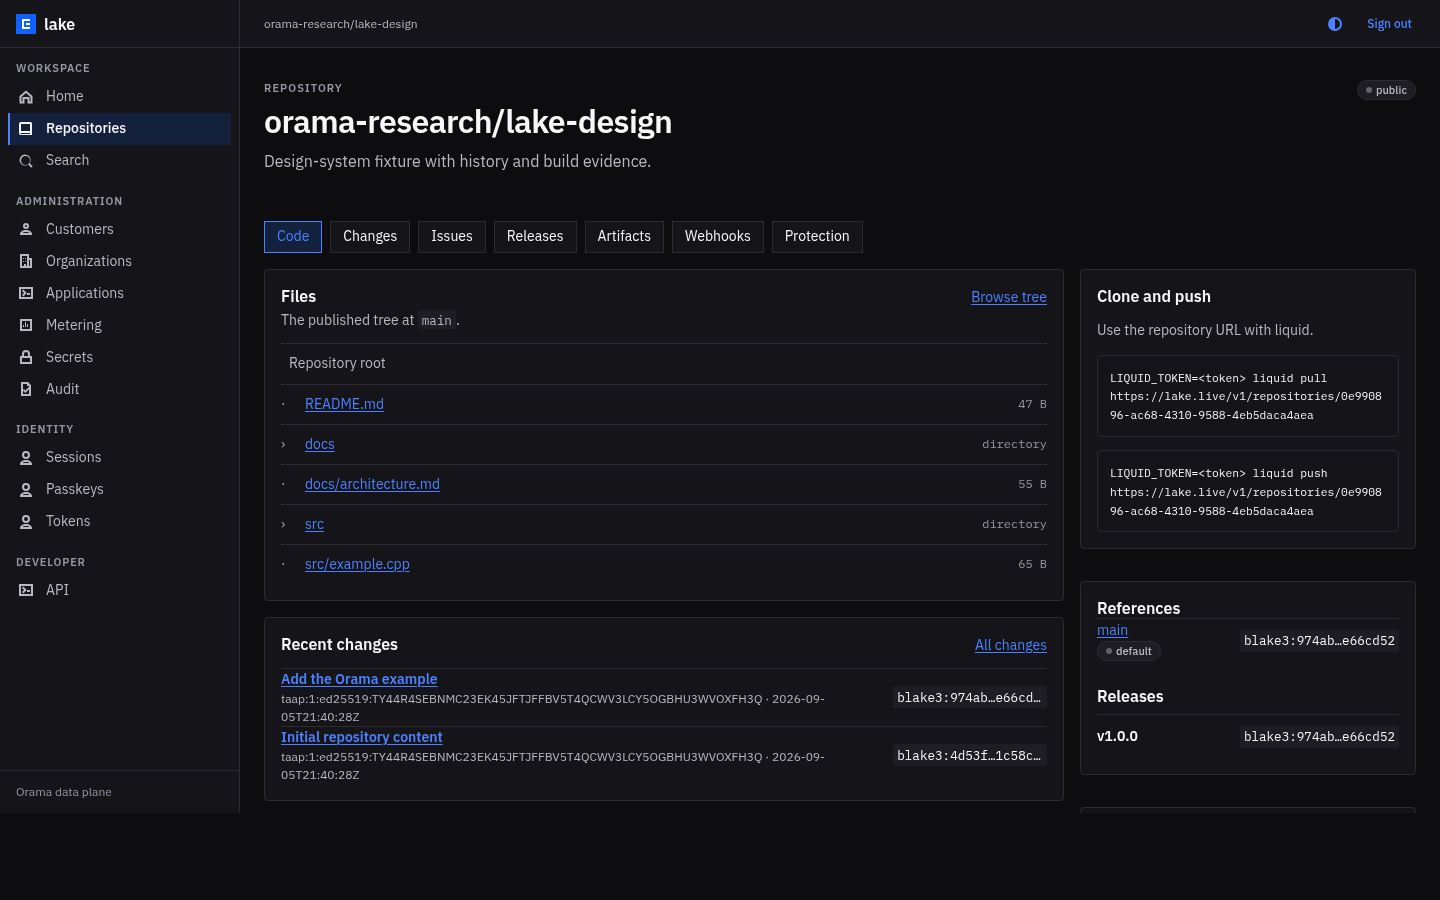 lake
orama-research/lake-design
Sign out
WORKSPACE
Home
Repositories
Search
ADMINISTRATION
Customers
Organizations
Applications
Metering
Secrets
Audit
IDENTITY
Sessions
Passkeys
Tokens
DEVELOPER
API
Orama data plane
REPOSITORY
public
orama-research/lake-design
Design-system fixture with history and build evidence.
Code
Changes
Issues
Releases
Artifacts
Webhooks
Protection
Files
Browse tree
The published tree at main.
Repository root
· README.md 47 B
› docs directory
· docs/architecture.md 55 B
› src directory
· src/example.cpp 65 B
Recent changes
All changes
Add the Orama example
taap:1:ed25519:TY44R4SEBNMC23EK45JFTJFFBV5T4QCWV3LCY5OGBHU3WVOXFH3Q · 2026-09-
05T21:40:28Z
blake3:974ab…e66cd…
Initial repository content
taap:1:ed25519:TY44R4SEBNMC23EK45JFTJFFBV5T4QCWV3LCY5OGBHU3WVOXFH3Q · 2026-09-
05T21:40:28Z
blake3:4d53f…1c58c…
Clone and push
Use the repository URL with liquid.
LIQUID_TOKEN=<token> liquid pull
https://lake.live/v1/repositories/0e9908
96-ac68-4310-9588-4eb5daca4aea
LIQUID_TOKEN=<token> liquid push
https://lake.live/v1/repositories/0e9908
96-ac68-4310-9588-4eb5daca4aea
References
main
default
blake3:974ab…e66cd52
Releases
v1.0.0 blake3:974ab…e66cd52